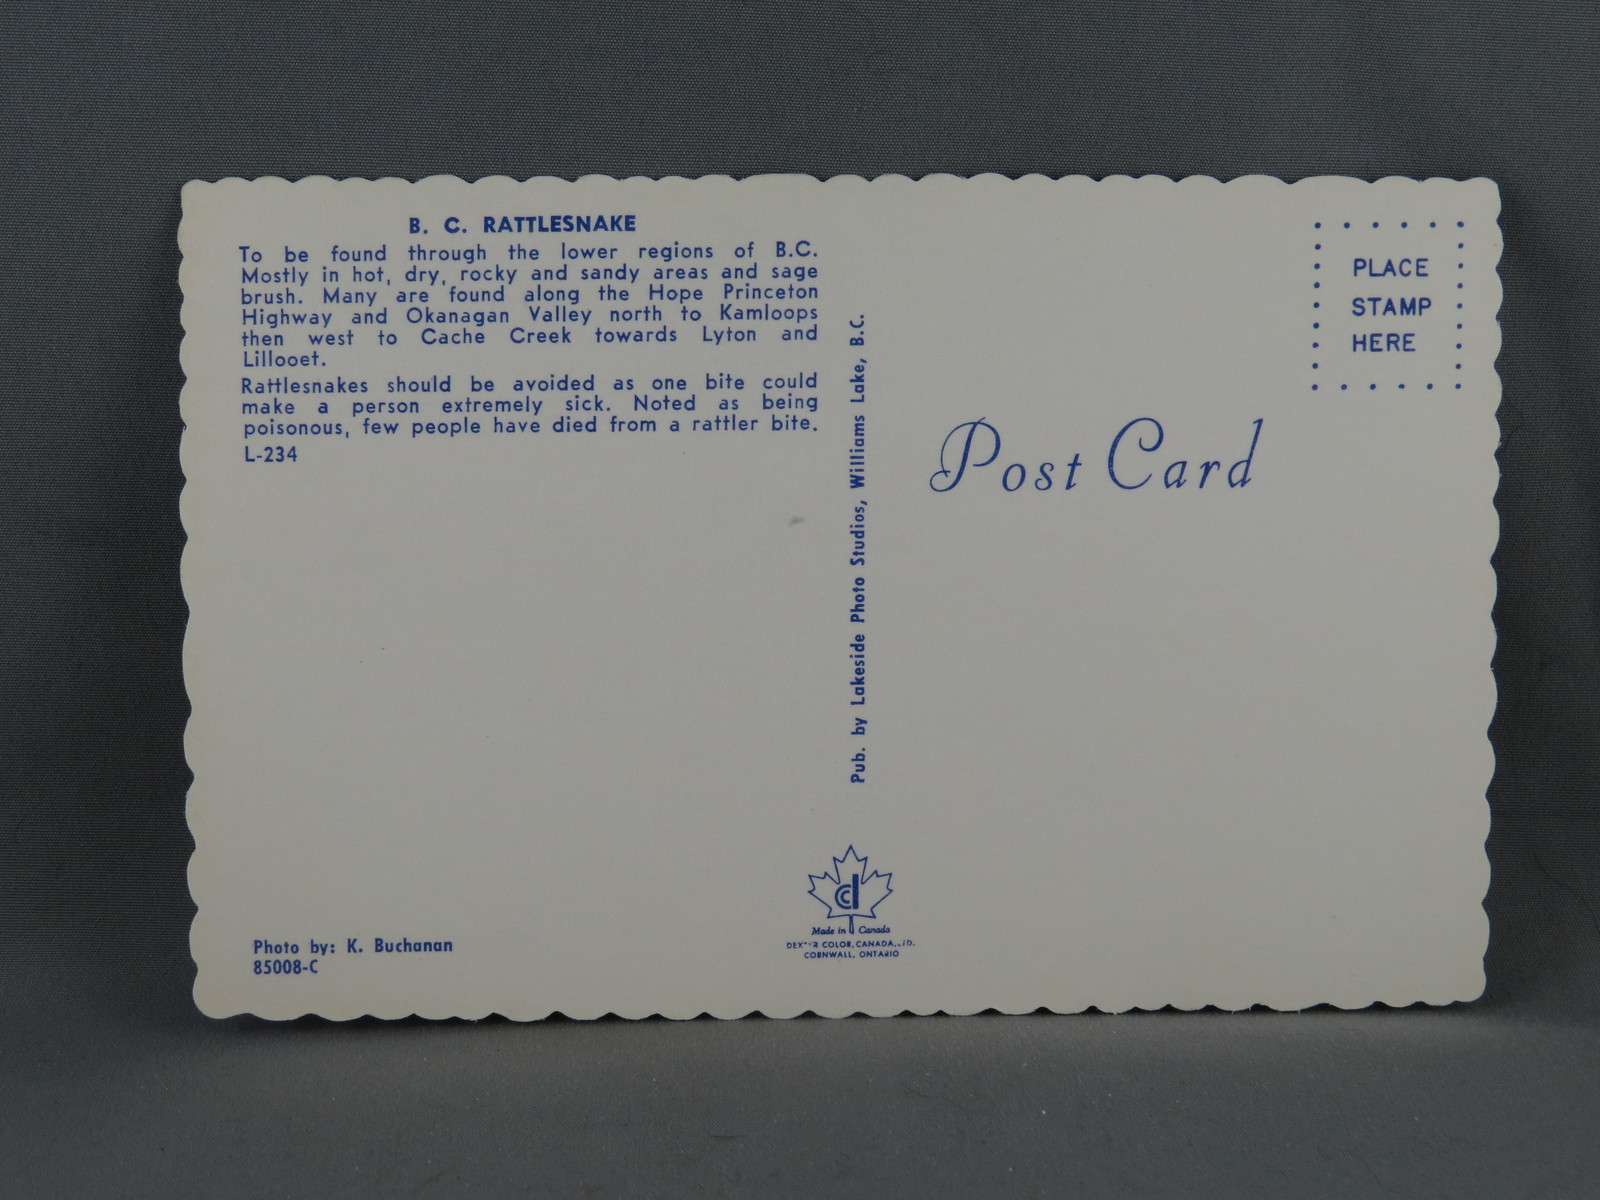 B. C. RATTLESNAKE
To be found through the lower regions of B.C.
Mostly in hot, dry, rocky and sandy areas and sage
brush. Many are found along the Hope Princeton
Highway and Okanagan Valley north to Kamloops
then west to Cache Creek towards Lyton and
Lillooet.
Rattlesnakes should be avoided as one bite could
make a person extremely sick. Noted as being
poisonous, few people have died from a rattler bite.
L-234
Photo by: K. Buchanan
85008-C
Pub. by Lakeside Photo Studios, Williams Lake, B.C.
Made in Canada
COLOR, CANADA,
CORNWALL, ONTARIO
PLACE
STAMP
HERE
Post Card